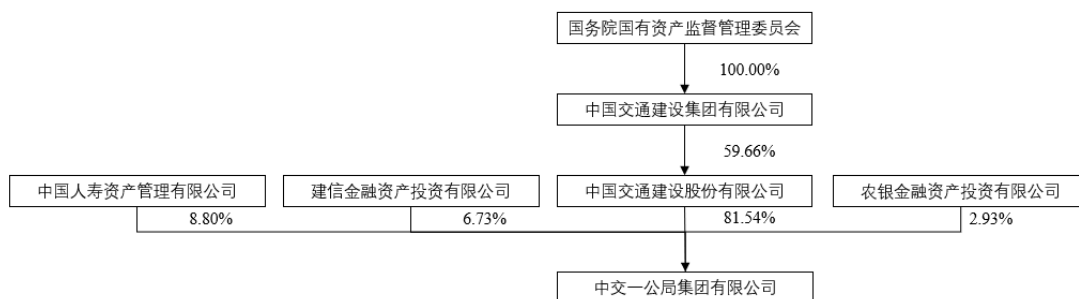 国务院国有资产监督管理委员会
100.00%
中国交通建设集团有限公司
59.66%
中国人寿资产管理有限公司
建信金融资产投资有限公司
中国交通建设股份有限公司
农银金融资产投资有限公司
8.80%
6.73%
81.54%
2.93%
中交一公局集团有限公司